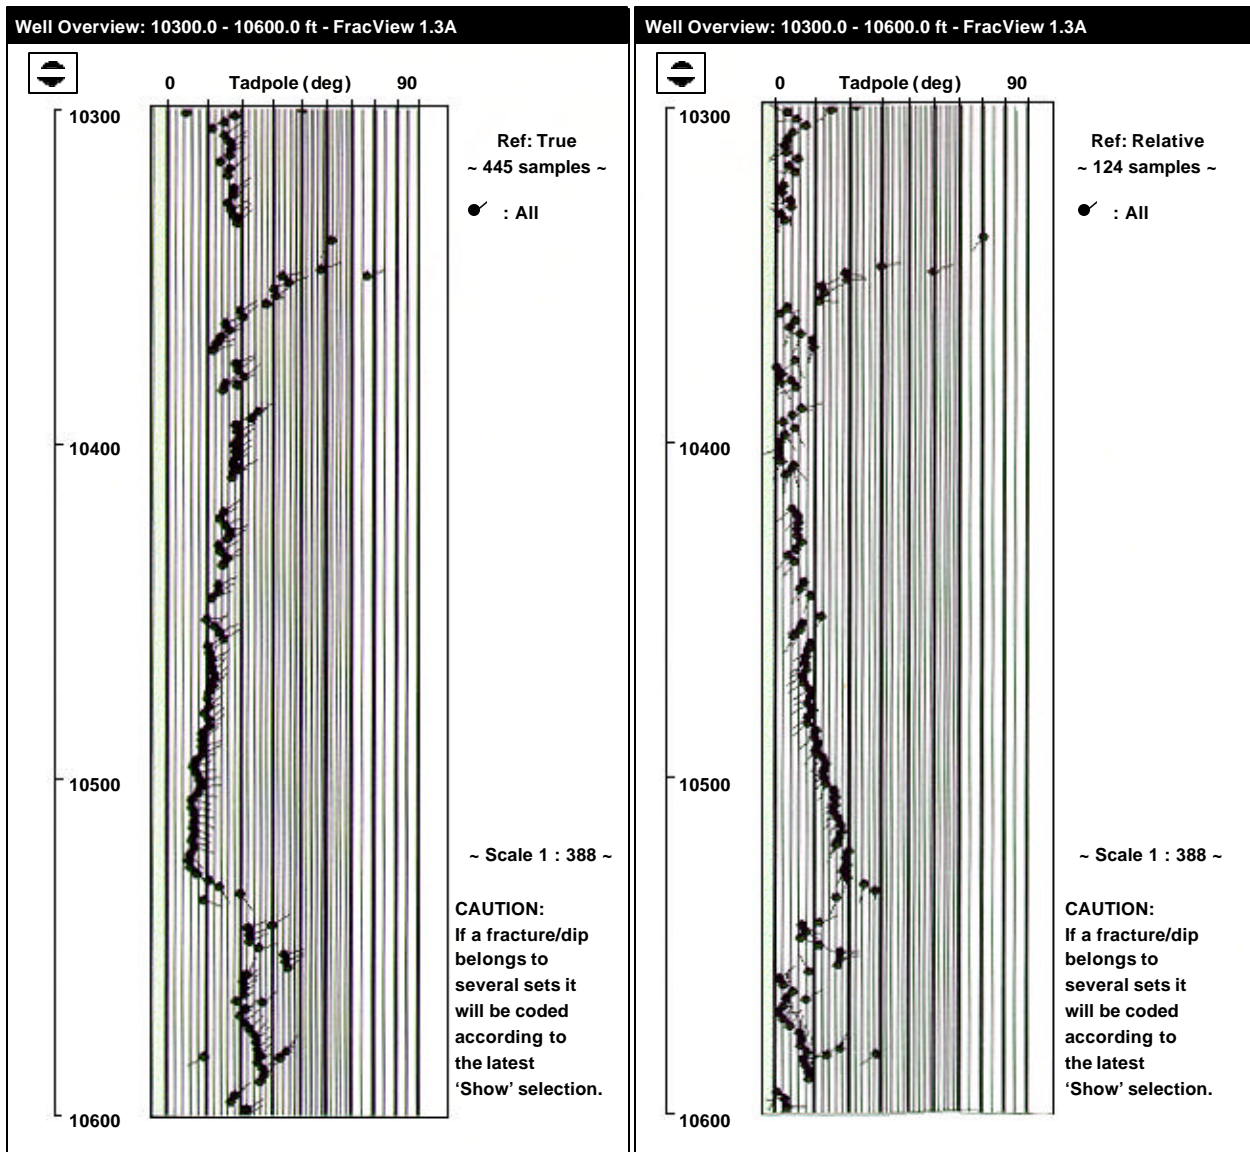 Well Overview: 10300.0 - 10600.0 ft - FracView 1.3A
0 Tadpole (deg) 90
10300
Ref: True
~ 445 samples ~
: All
10400
10500
~ Scale 1 : 388 ~
CAUTION:
If a fracture/dip
belongs to
several sets it
will be coded
according to
the latest
‘Show’ selection.
10600
Well Overview: 10300.0 - 10600.0 ft - FracView 1.3A
0 Tadpole (deg) 90
10300
Ref: Relative
~ 124 samples ~
: All
10400
10500
~ Scale 1 : 388 ~
CAUTION:
If a fracture/dip
belongs to
several sets it
will be coded
according to
the latest
‘Show’ selection.
10600